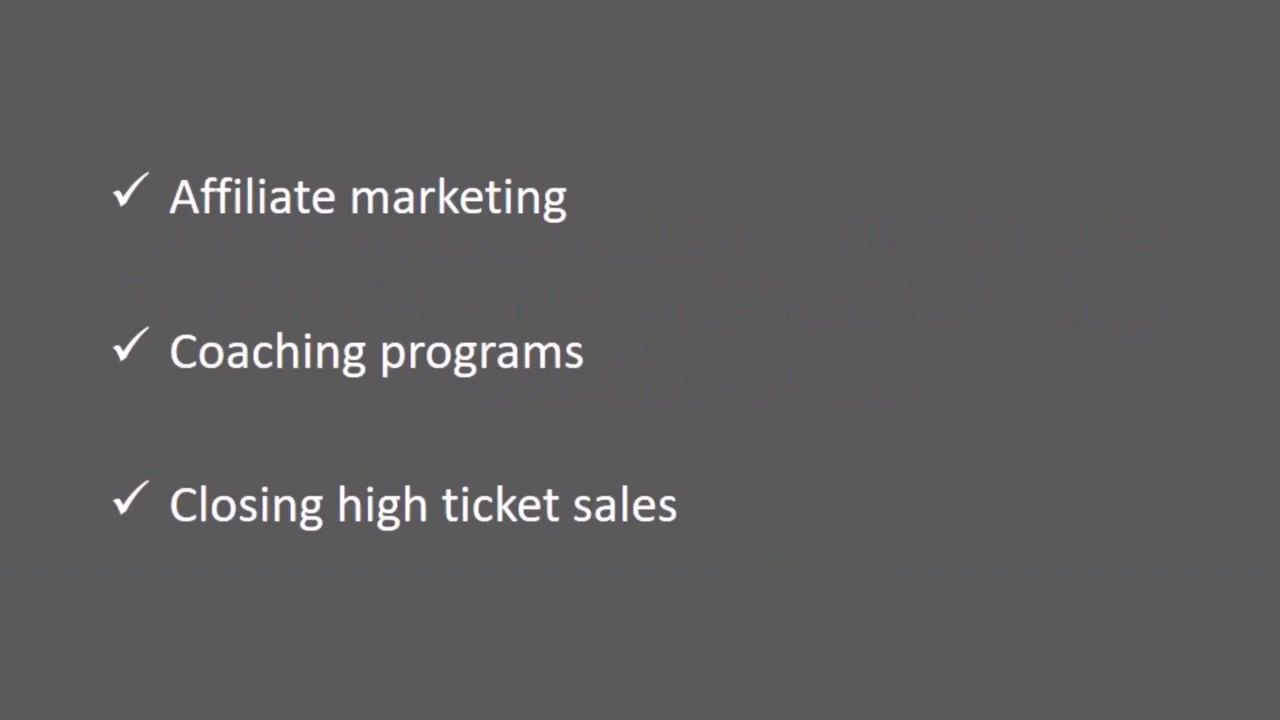 ✓ Affiliate marketing
✓ Coaching programs
✓ Closing high ticket sales